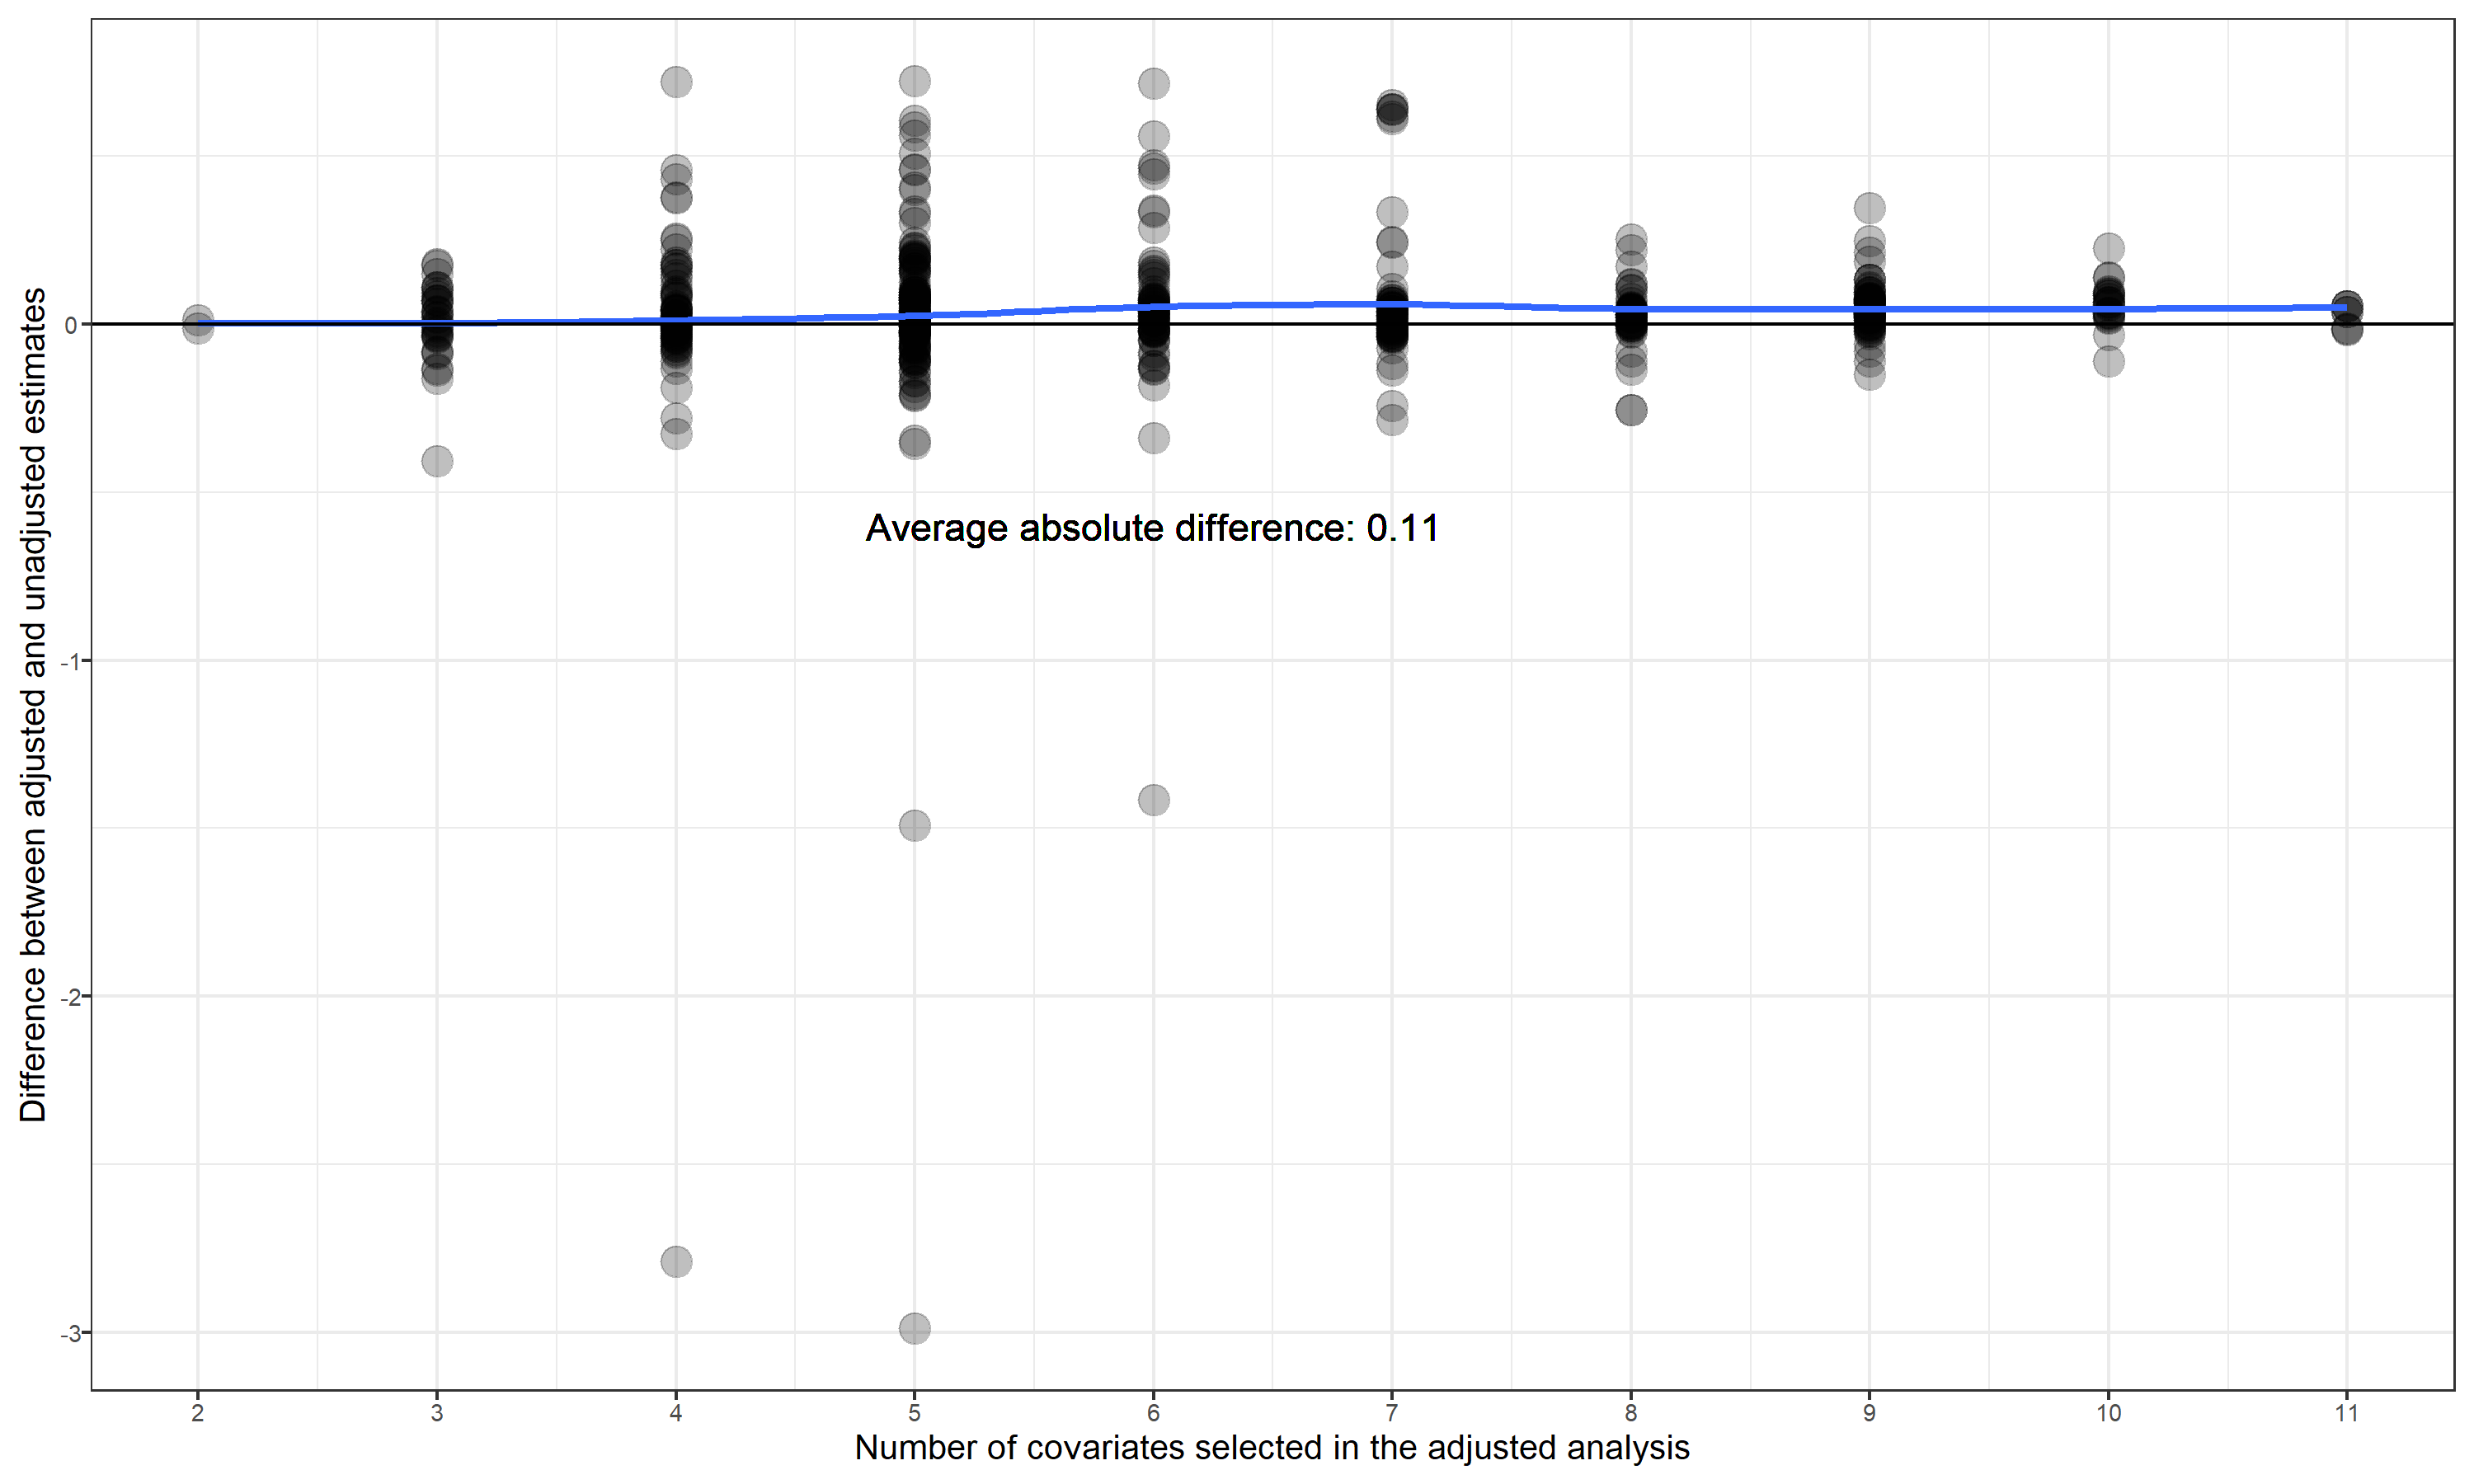 Difference between adjusted and unadjusted estimates
0
-1
-2
-3
Average absolute difference: 0.11
2 3 4 5 6 7 8 9 10 11
Number of covariates selected in the adjusted analysis